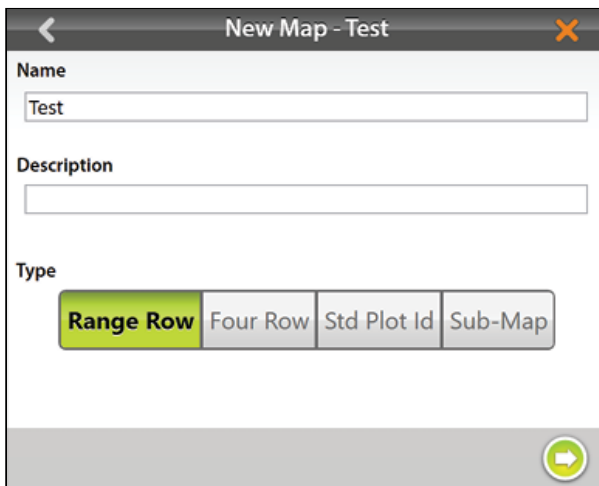 New Map - Test
Name
Test
Description
Type
Range Row Four Row Std Plot Id Sub-Map